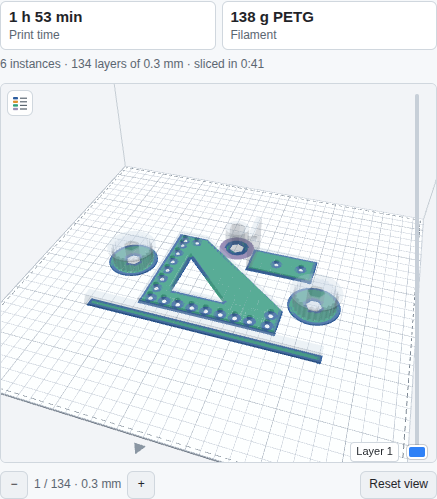 1 h 53 min
Print time
138 g PETG
Filament
6 instances · 134 layers of 0.3 mm · sliced in 0:41
Layer 1
− 1 / 134 · 0.3 mm + Reset view